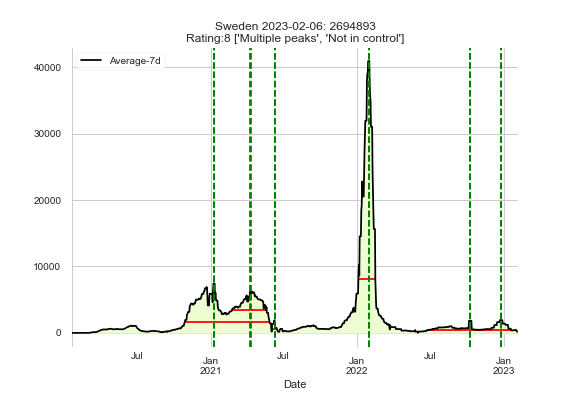 Sweden 2023-02-06: 2694893
Rating:8 ['Multiple peaks', 'Not in control']
Average-7d
40000
30000
20000
10000
0
Jul
Jan
2021
Jul
Jan
2022
Jul
Jan
2023
Date